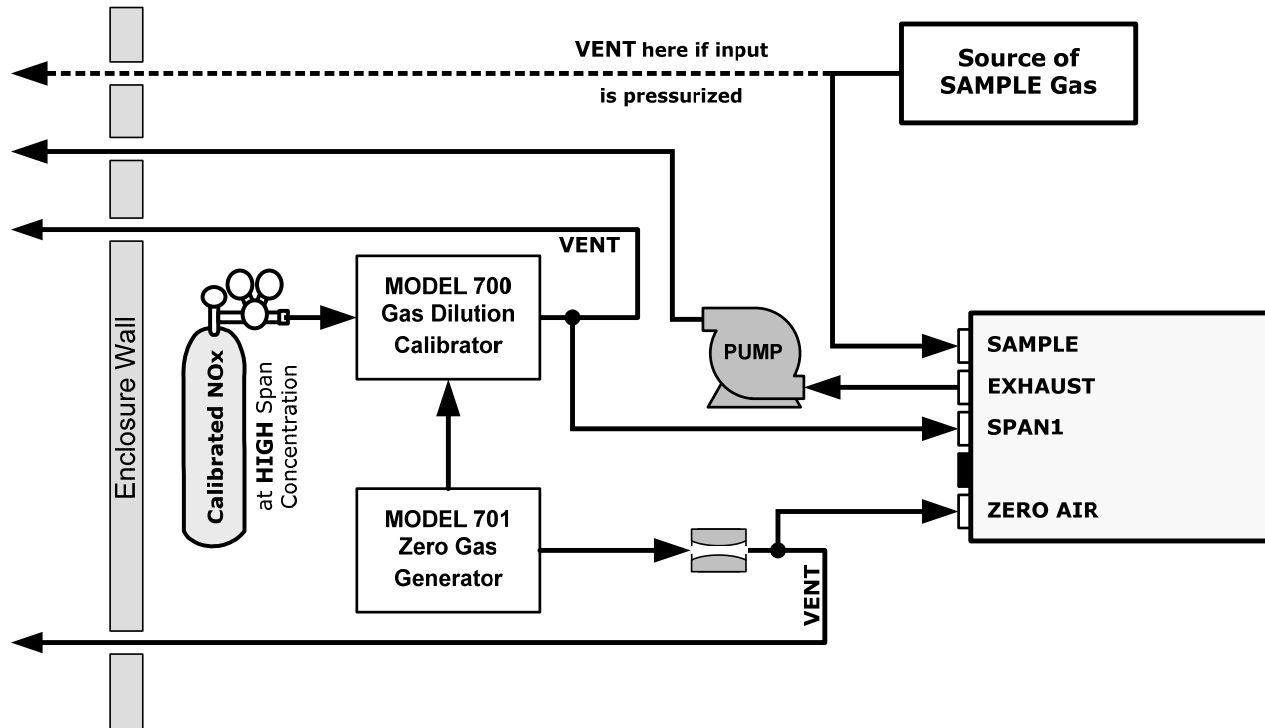 VENT here if input
is pressurized
Source of
SAMPLE Gas
VENT
Enclosure Wall
Calibrated NOx
at HIGH Span
Concentration
MODEL 700
Gas Dilution
Calibrator
PUMP
SAMPLE
EXHAUST
SPAN1
ZERO AIR
MODEL 701
Zero Gas
Generator
VENT